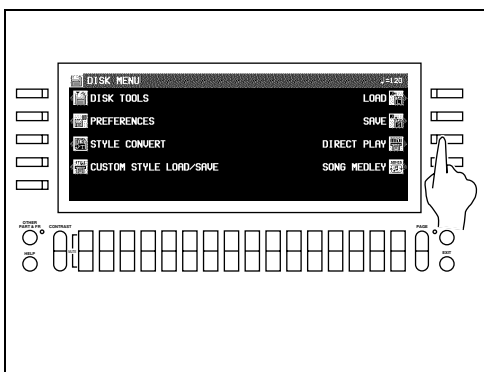 DISK MENU ♩=120
DISK TOOLS LOAD
PREFERENCES SAVE
STYLE CONVERT DIRECT PLAY
CUSTOM STYLE LOAD/SAVE SONG MEDLEY
OTHER
PART & FR
CONTRAST
PAGE
HELP
EXIT